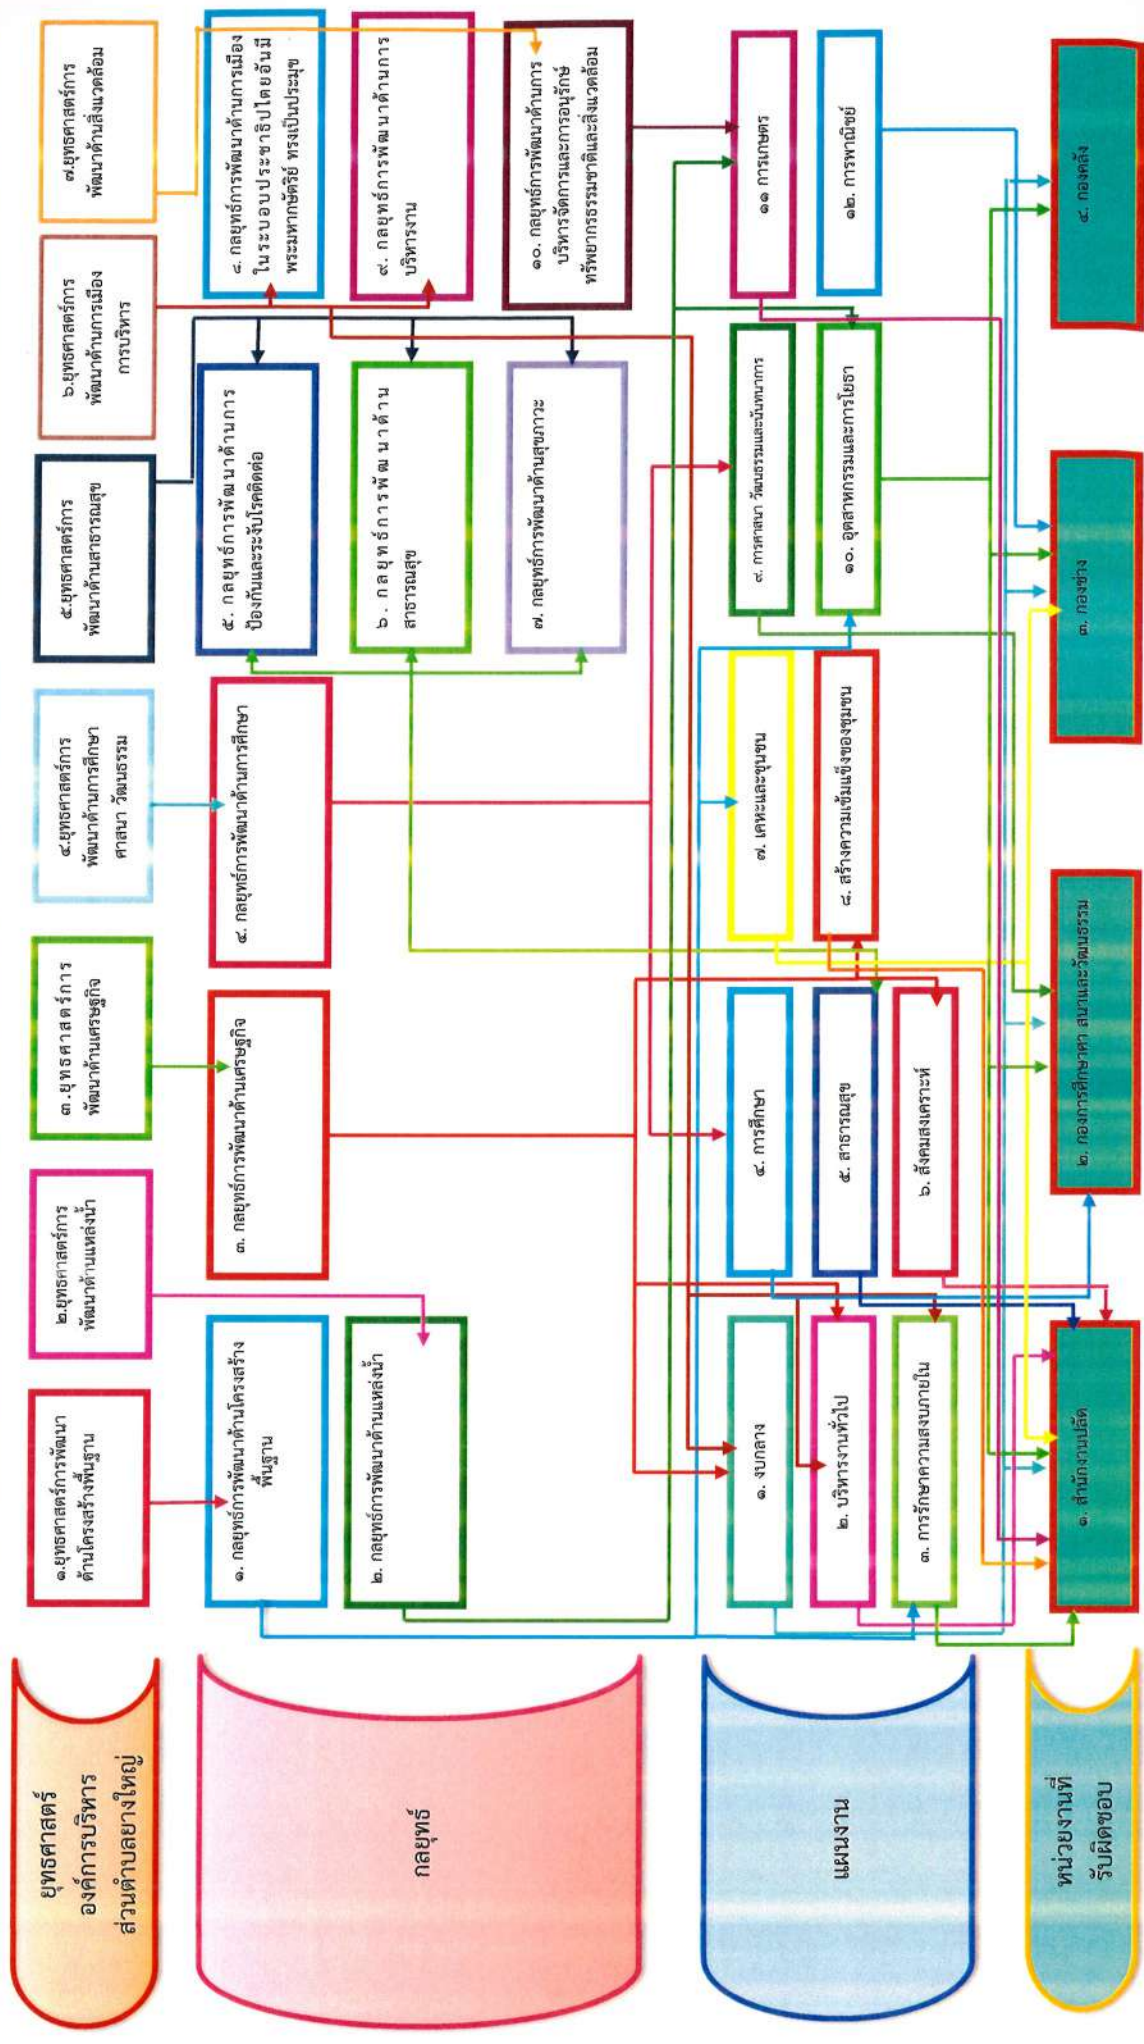 ยุทธศาสตร์
องค์การบริหาร
ส่วนตำบลยางใหญ่
๑.ยุทธศาสตร์การพัฒนา
ด้านโครงสร้างพื้นฐาน
๒.ยุทธศาสตร์การ
พัฒนาด้านแหล่งน้ำ
๓.ยุทธศาสตร์การ
พัฒนาด้านเศรษฐกิจ
๔.ยุทธศาสตร์การ
พัฒนาด้านการศึกษา
ศาสนา วัฒนธรรม
๕.ยุทธศาสตร์การ
พัฒนาด้านสาธารณสุข
๖.ยุทธศาสตร์การ
พัฒนาด้านการเมือง
การบริหาร
๗.ยุทธศาสตร์การ
พัฒนาด้านสิ่งแวดล้อม
กลยุทธ์
๑. กลยุทธ์การพัฒนาด้านโครงสร้าง
พื้นฐาน
๒. กลยุทธ์การพัฒนาด้านแหล่งน้ำ
๓. กลยุทธ์การพัฒนาด้านเศรษฐกิจ
๔. กลยุทธ์การพัฒนาด้านการศึกษา
๕. กลยุทธ์การพัฒนาด้านการ
ป้องกันและระงับโรคติดต่อ
๖. กลยุทธ์การพัฒนาด้าน
สาธารณสุข
๗. กลยุทธ์การพัฒนาด้านสุขภาวะ
๘. กลยุทธ์การพัฒนาด้านการเมือง
ในระบอบประชาธิปไตยอันมี
พระมหากษัตริย์ ทรงเป็นประมุข
๙. กลยุทธ์การพัฒนาด้านการ
บริหารงาน
๑๐. กลยุทธ์การพัฒนาด้านการ
บริหารจัดการและการอนุรักษ์
ทรัพยากรธรรมชาติและสิ่งแวดล้อม
แผนงาน
๑. งบกลาง
๒. บริหารงานทั่วไป
๓. การรักษาความสงบภายใน
๔. การศึกษา
๕. สาธารณสุข
๖. สังคมสงเคราะห์
๗. เคหะและชุมชน
๘. สร้างความเข้มแข็งของชุมชน
๙. การศาสนา วัฒนธรรมและนันทนาการ
๑๐. อุตสาหกรรมและการโยธา
๑๑ การเกษตร
๑๒. การพาณิชย์
หน่วยงานที่
รับผิดชอบ
๑. สำนักงานปลัด
๒. กองการศึกษาศา สนาและวัฒนธรรม
๓. กองช่าง
๔. กองคลัง